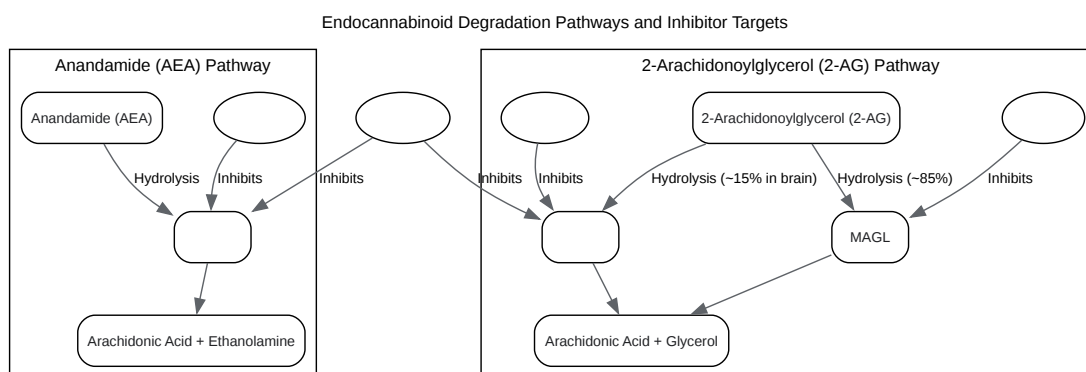 Endocannabinoid Degradation Pathways and Inhibitor Targets
Anandamide (AEA) Pathway
2-Arachidonoylglycerol (2-AG) Pathway
Anandamide (AEA)
2-Arachidonoylglycerol (2-AG)
Hydrolysis
Inhibits
Inhibits
Inhibits
Inhibits
Hydrolysis (~15% in brain)
Hydrolysis (~85%)
Inhibits
MAGL
Arachidonic Acid + Ethanolamine
Arachidonic Acid + Glycerol